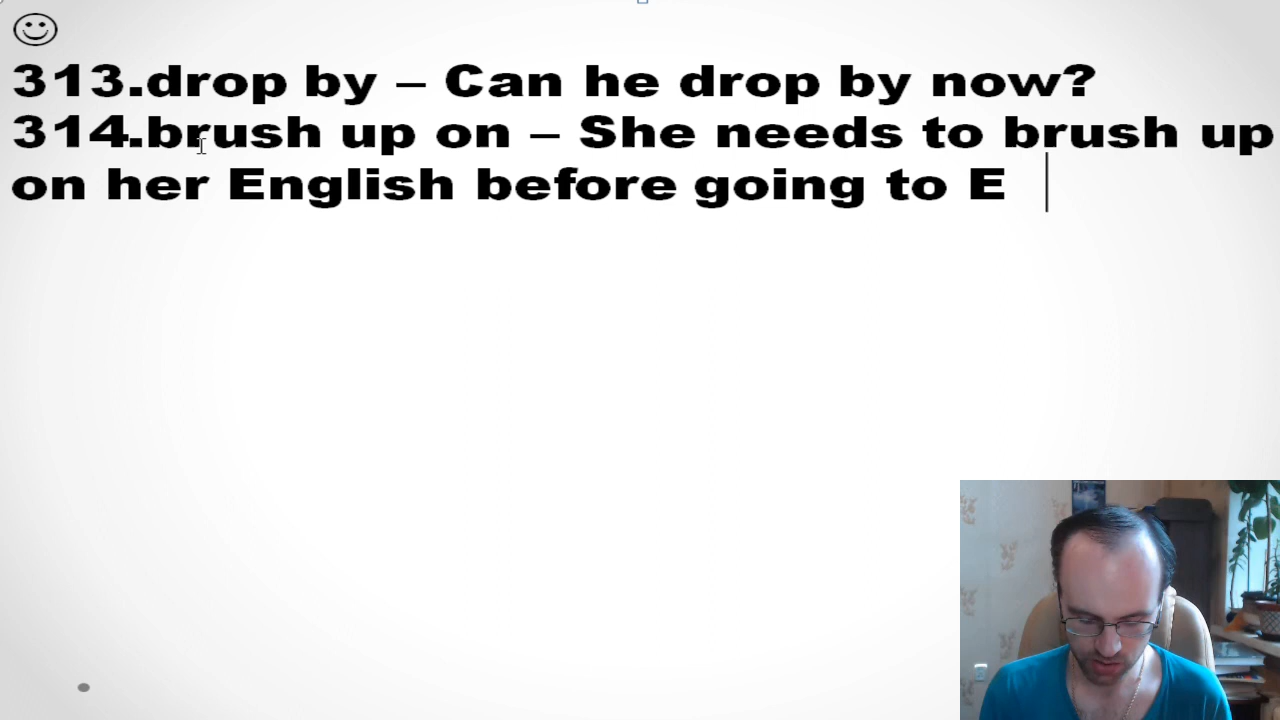 313.drop by – Can he drop by now?
314.brush up on – She needs to brush up
on her English before going to E